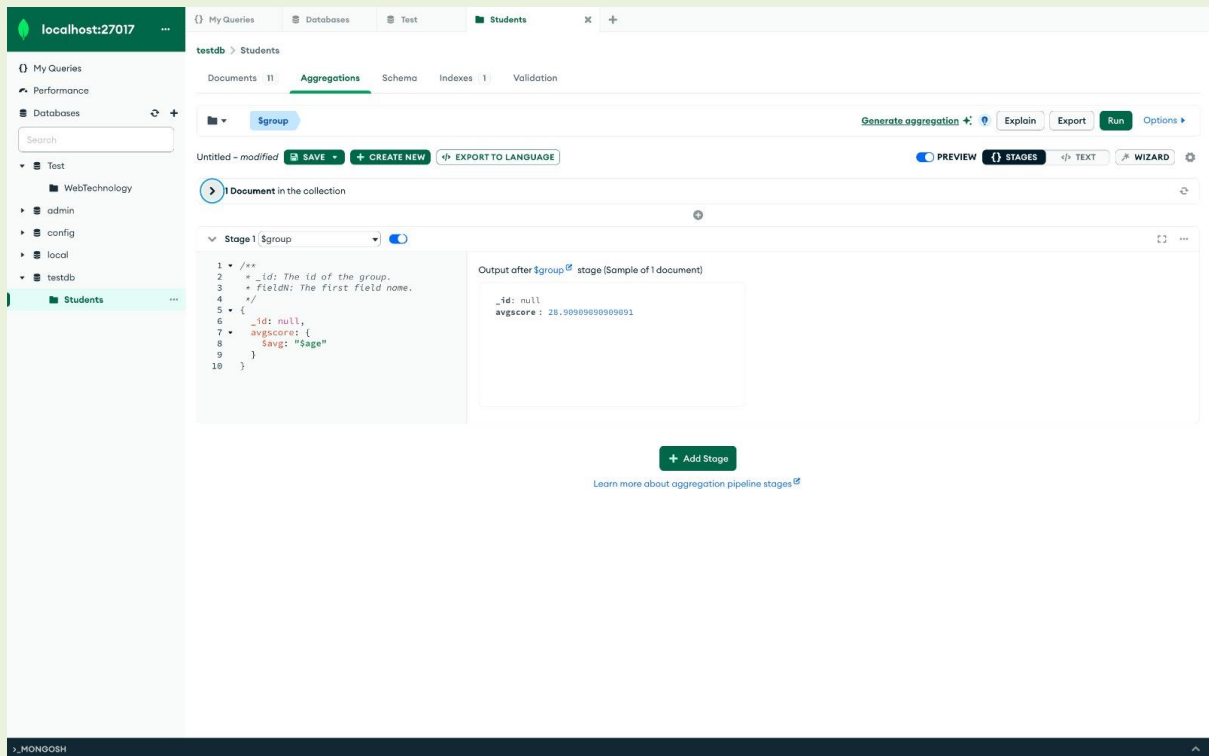 localhost:27017 ...
{} My Queries Databases Test Students
testdb > Students
{} My Queries
Performance
Databases
Search
Test
WebTechnology
admin
config
local
testdb
Students ...
Documents 11 Aggregations Schema Indexes 1 Validation
$group
Generate aggregation Explain Export Run Options
Untitled – modified SAVE + CREATE NEW </> EXPORT TO LANGUAGE
PREVIEW {} STAGES </> TEXT WIZARD
1 Document in the collection
Stage 1 $group
1 /**
2 * _id: The id of the group.
3 * fieldN: The first field name.
4 */
5 {
6 _id: null,
7 avgscore: {
8 $avg: "$age"
9 }
10 }
Output after $group stage (Sample of 1 document)
_id: null
avgscore : 28.90909090909091
+ Add Stage
Learn more about aggregation pipeline stages
>_MONGOSH